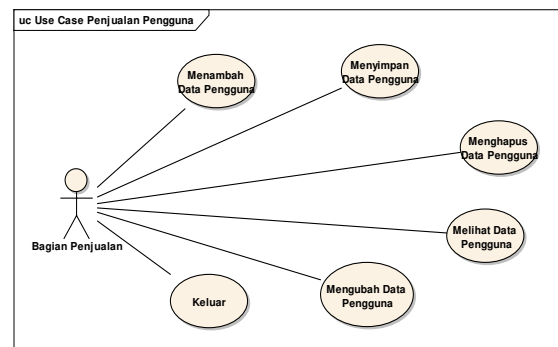 uc Use Case Penjualan Pengguna
Menambah
Data Pengguna
Menyimpan
Data Pengguna
Menghapus
Data Pengguna
Bagian Penjualan
Melihat Data
Pengguna
Mengubah Data
Pengguna
Keluar